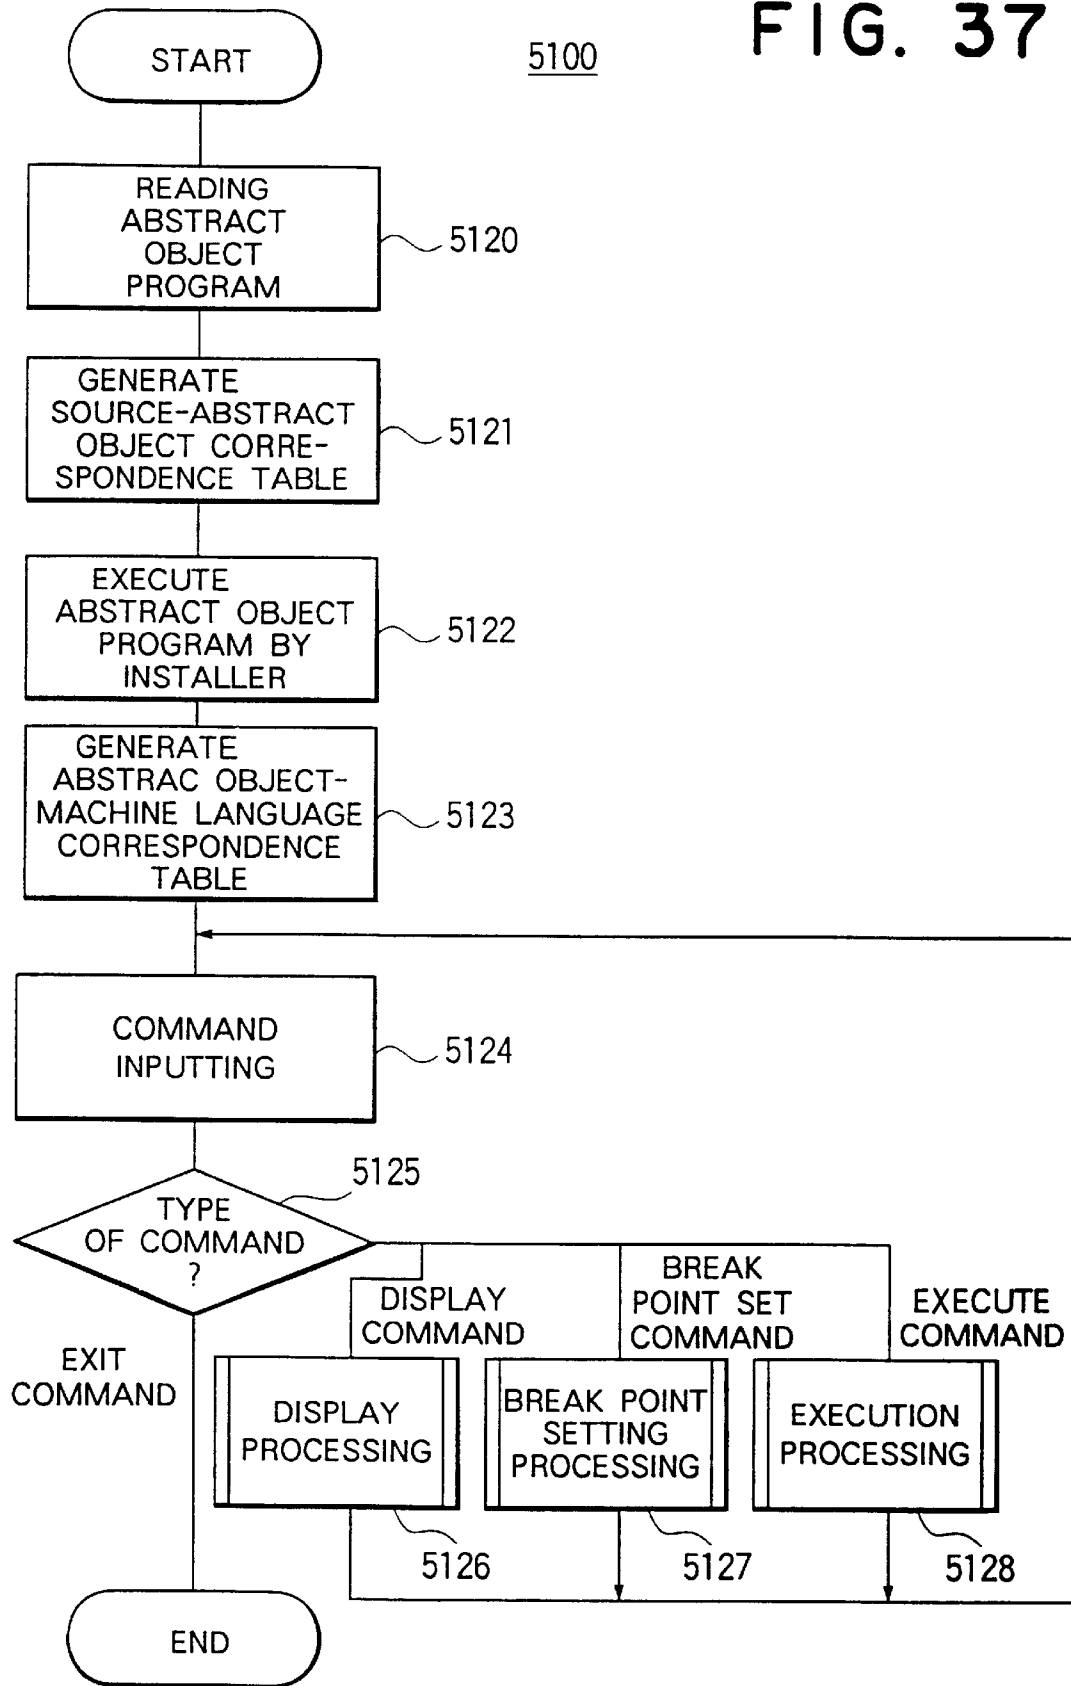 FIG. 37
5100
START
READING
ABSTRACT
OBJECT
PROGRAM
5120
GENERATE
SOURCE-ABSTRACT
OBJECT CORRE-
SPONDENCE TABLE
5121
EXECUTE
ABSTRACT OBJECT
PROGRAM BY
INSTALLER
5122
GENERATE
ABSTRAC OBJECT-
MACHINE LANGUAGE
CORRESPONDENCE
TABLE
5123
COMMAND
INPUTTING
5124
TYPE
OF COMMAND
?
5125
EXIT
COMMAND
DISPLAY
COMMAND
BREAK
POINT SET
COMMAND
EXECUTE
COMMAND
DISPLAY
PROCESSING
5126
BREAK POINT
SETTING
PROCESSING
5127
EXECUTION
PROCESSING
5128
END